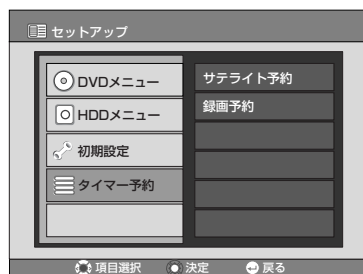 セットアップ
DVDメニュー
HDDメニュー
初期設定
タイマー予約
サテライト予約
録画予約
項目選択 決定 戻る